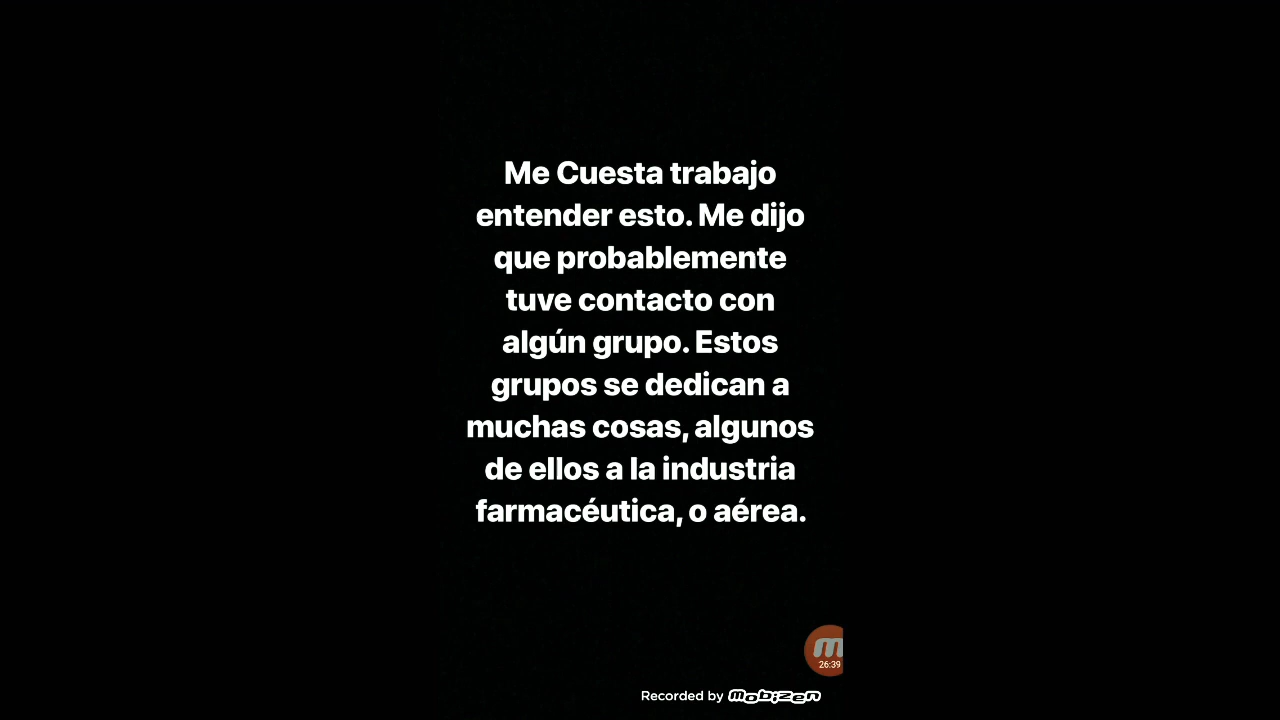 Me Cuesta trabajo
entender esto. Me dijo
que probablemente
tuve contacto con
algún grupo. Estos
grupos se dedican a
muchas cosas, algunos
de ellos a la industria
farmacéutica, o aérea.
26:39
Recorded by mobizen